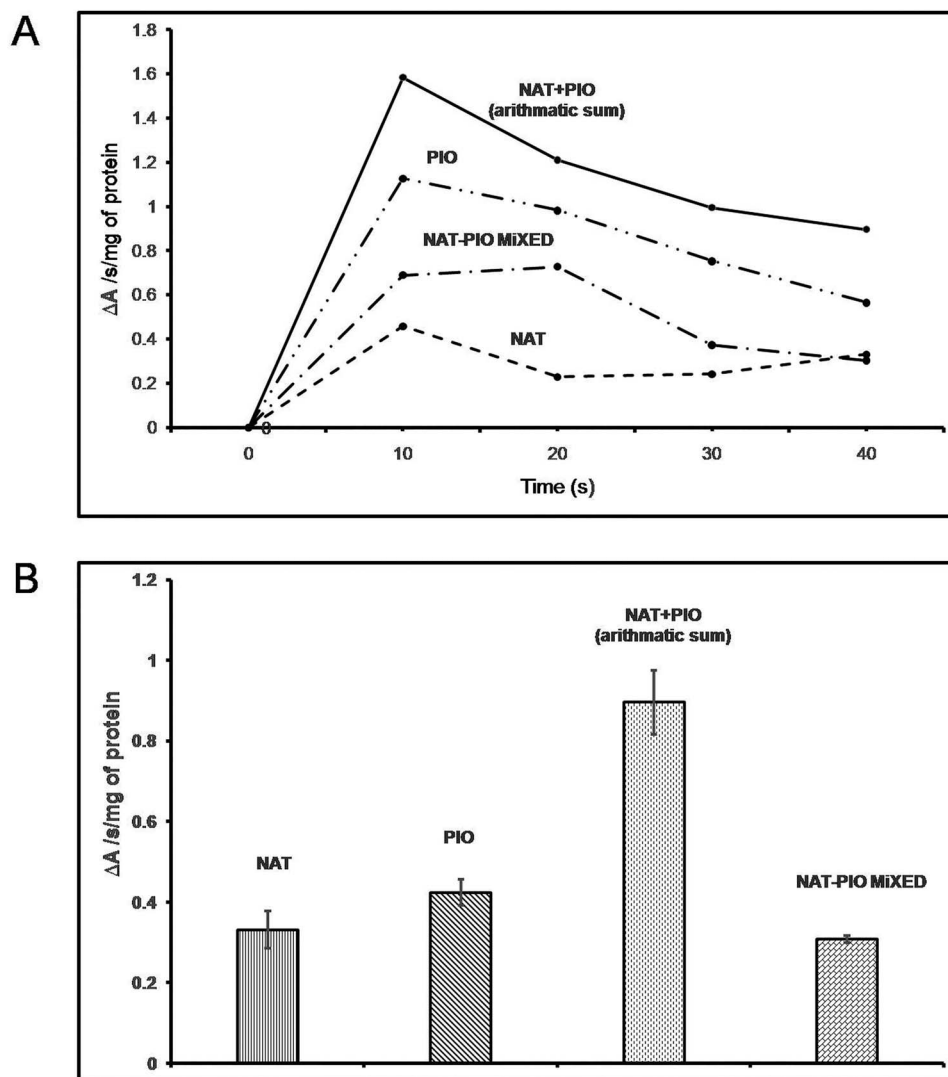 A
1.8
1.6
1.4
1.2
1
0.8
0.6
0.4
0.2
0
ΔA /s/mg of protein
NAT+PIO
(arithmatic sum)
PIO
NAT-PIO MiXED
NAT
0
10
20
30
40
Time (s)
B
1.2
1
0.8
0.6
0.4
0.2
0
ΔA /s/mg of protein
NAT
PIO
NAT+PIO
(arithmatic sum)
NAT-PIO MiXED